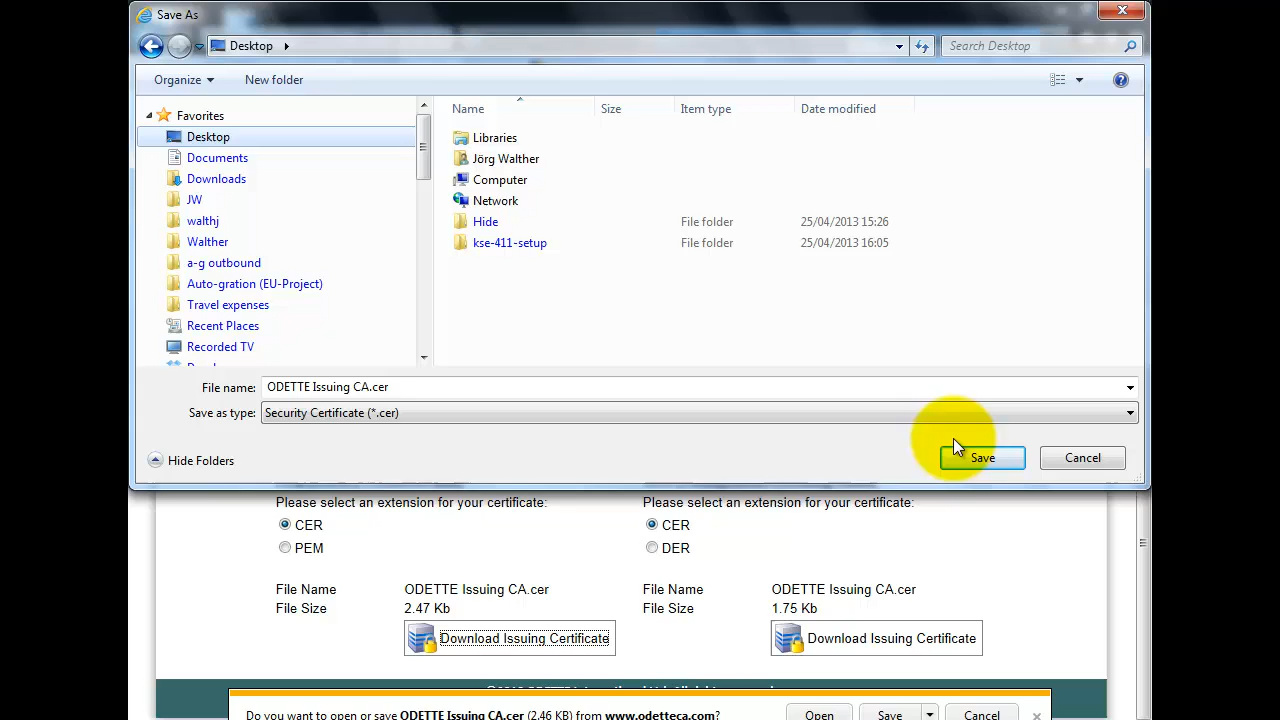 Save As
Desktop
Search Desktop
Organize
New folder
Name
Size
Item type
Date modified
Favorites
Desktop
Documents
Downloads
JW
walthj
Walther
a-g outbound
Auto-gration (EU-Project)
Travel expenses
Recent Places
Recorded TV
Libraries
Jörg Walther
Computer
Network
Hide File folder 25/04/2013 15:26
kse-411-setup File folder 25/04/2013 16:05
File name: ODETTE Issuing CA.cer
Save as type: Security Certificate (*.cer)
Hide Folders
Save
Cancel
Please select an extension for your certificate:
CER
PEM
File Name ODETTE Issuing CA.cer
File Size 2.47 Kb
Download Issuing Certificate
Please select an extension for your certificate:
CER
DER
File Name ODETTE Issuing CA.cer
File Size 1.75 Kb
Download Issuing Certificate
Do you want to open or save ODETTE Issuing CA.cer (2.46 KB) from www.odetteca.com?
Open
Save
Cancel